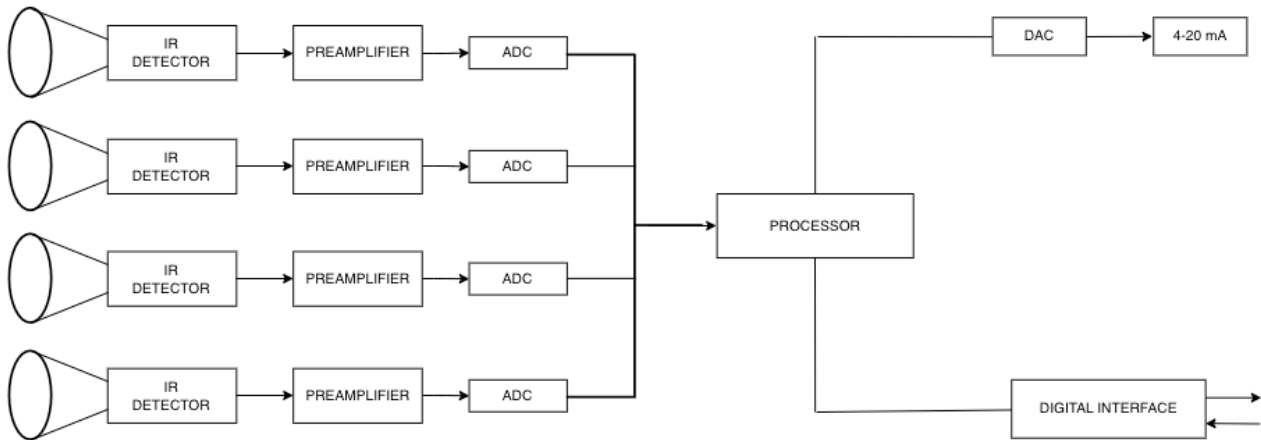 IR
DETECTOR
PREAMPLIFIER
ADC
IR
DETECTOR
PREAMPLIFIER
ADC
IR
DETECTOR
PREAMPLIFIER
ADC
IR
DETECTOR
PREAMPLIFIER
ADC
PROCESSOR
DAC
4-20 mA
DIGITAL INTERFACE